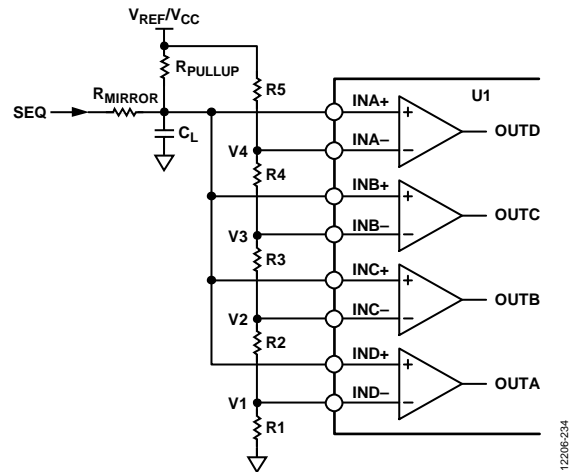 VREF/VCC
RPULLUP
R5
U1
RMIRROR
SEQ
INA+
+
OUTD
CL
V4
INA−
−
R4
INB+
+
OUTC
V3
INB−
−
R3
INC+
+
OUTB
V2
INC−
−
R2
IND+
+
OUTA
V1
IND−
−
R1
12206-234